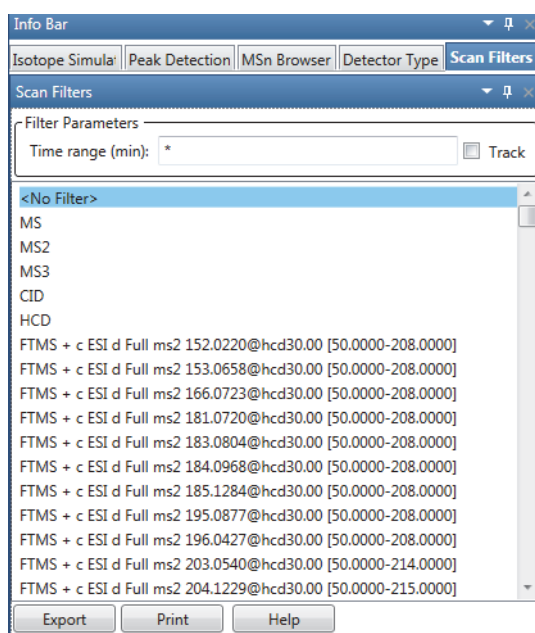 Info Bar
Isotope Simula Peak Detection MSn Browser Detector Type Scan Filters
Scan Filters
Filter Parameters
Time range (min): * Track
<No Filter>
MS
MS2
MS3
CID
HCD
FTMS + c ESI d Full ms2 152.0220@hcd30.00 [50.0000-208.0000]
FTMS + c ESI d Full ms2 153.0658@hcd30.00 [50.0000-208.0000]
FTMS + c ESI d Full ms2 166.0723@hcd30.00 [50.0000-208.0000]
FTMS + c ESI d Full ms2 181.0720@hcd30.00 [50.0000-208.0000]
FTMS + c ESI d Full ms2 183.0804@hcd30.00 [50.0000-208.0000]
FTMS + c ESI d Full ms2 184.0968@hcd30.00 [50.0000-208.0000]
FTMS + c ESI d Full ms2 185.1284@hcd30.00 [50.0000-208.0000]
FTMS + c ESI d Full ms2 195.0877@hcd30.00 [50.0000-208.0000]
FTMS + c ESI d Full ms2 196.0427@hcd30.00 [50.0000-208.0000]
FTMS + c ESI d Full ms2 203.0540@hcd30.00 [50.0000-214.0000]
FTMS + c ESI d Full ms2 204.1229@hcd30.00 [50.0000-215.0000]
Export Print Help